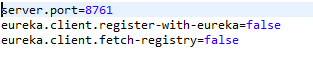 server.port=8761
eureka.client.register-with-eureka=false
eureka.client.fetch-registry=false